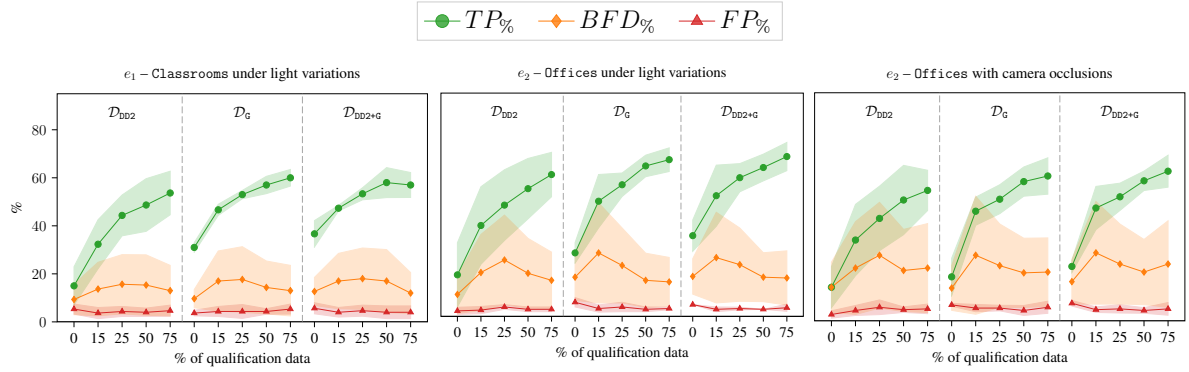 TP% BFD% FP%
e1 – Classrooms under light variations
e2 – Offices under light variations
e2 – Offices with camera occlusions
𝒟DD2 𝒟G 𝒟DD2+G
𝒟DD2 𝒟G 𝒟DD2+G
𝒟DD2 𝒟G 𝒟DD2+G
80
60
40
20
0
%
0 15 25 50 75 0 15 25 50 75 0 15 25 50 75
0 15 25 50 75 0 15 25 50 75 0 15 25 50 75
0 15 25 50 75 0 15 25 50 75 0 15 25 50 75
% of qualification data
% of qualification data
% of qualification data